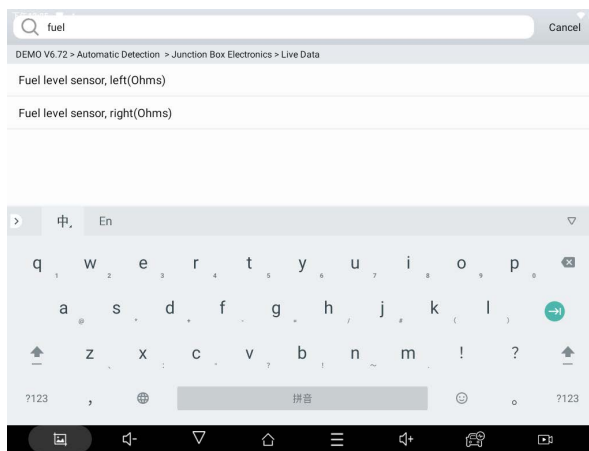 fuel Cancel
DEMO V6.72 > Automatic Detection > Junction Box Electronics > Live Data
Fuel level sensor, left(Ohms)
Fuel level sensor, right(Ohms)
中, En
q 1 w 2 e 3 r 4 t 5 y 6 u 7 i 8 o 9 p 0
a @ s d f g h / j # k ( l )
z x : c v ? b ! n ~ m ! ?
?123 , 拼音 。 ?123